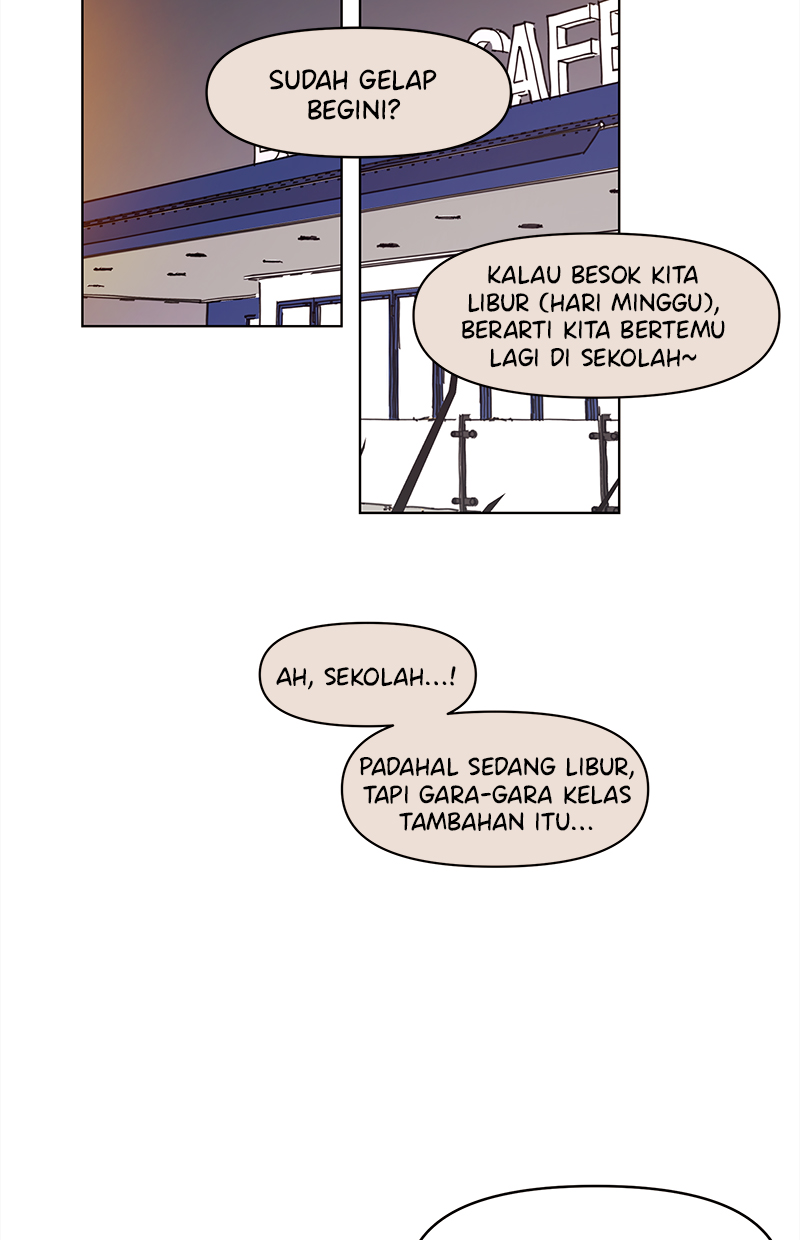 CAFE
SUDAH GELAP
BEGINI?
KALAU BESOK KITA
LIBUR (HARI MINGGU),
BERARTI KITA BERTEMU
LAGI DI SEKOLAH~
AH, SEKOLAH...!
PADAHAL SEDANG LIBUR,
TAPI GARA-GARA KELAS
TAMBAHAN ITU...